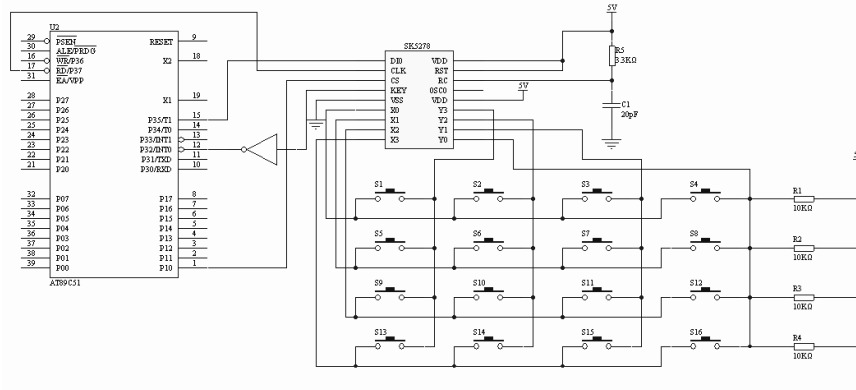 5V
U2
29 PSEN RESET 9
30 ALE/PRDG
16 WR/P36 X2 18
17 RD/P37
31 EA/VPP
28 P27 X1 19
27 P26
26 P25 P35/T1 15
25 P24 P34/T0 14
24 P23 P33/INT1 13
23 P22 P32/INT0 12
22 P21 P31/TXD 11
21 P20 P30/RXD 10
32 P07 P17 8
33 P06 P16 7
34 P05 P15 6
35 P04 P14 5
36 P03 P13 4
37 P02 P12 3
38 P01 P11 2
39 P00 P10 1
AT89C51
SK5278
DI0 VDD
CLK RST
CS RC
KEY OSC0
VSS VDD
X0 Y3
X1 Y2
X2 Y1
X3 Y0
5V
R5
3.3KΩ
C1
20pF
S1 S2 S3 S4 R1
10KΩ
S5 S6 S7 S8 R2
10KΩ
S9 S10 S11 S12 R3
10KΩ
S13 S14 S15 S16 R4
10KΩ